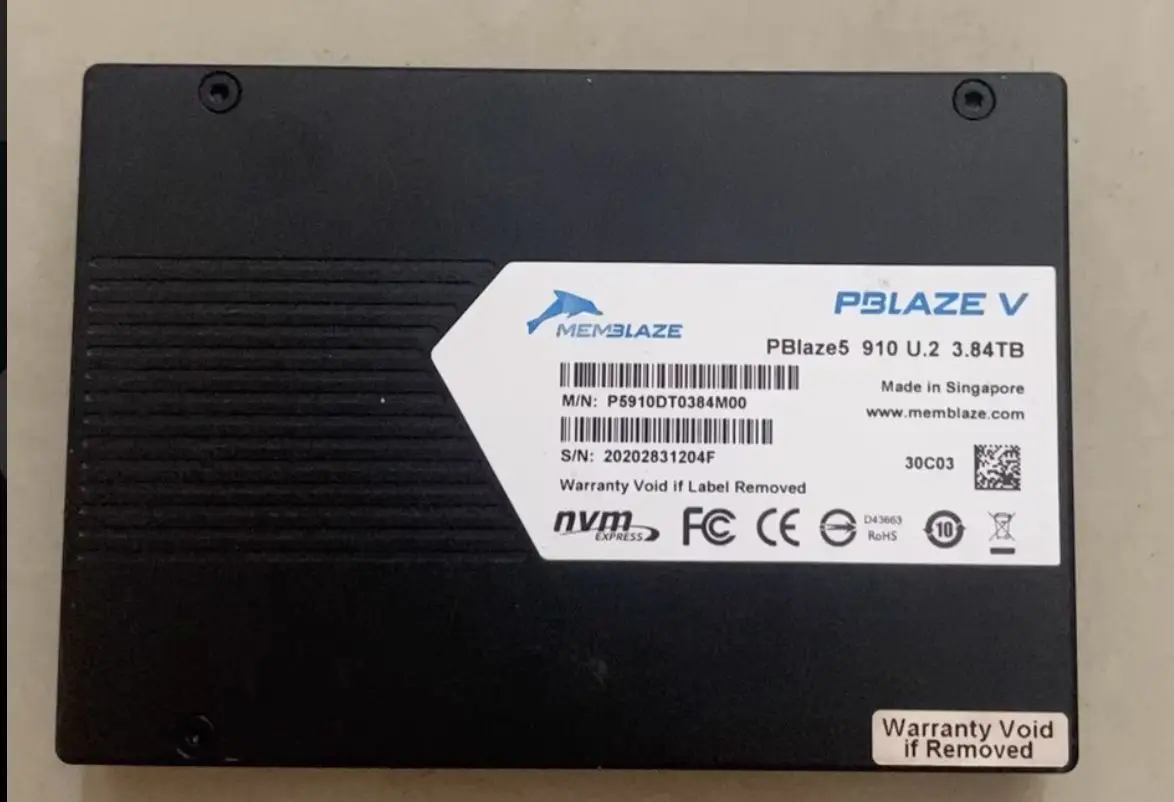 MEMBLAZE
PBLAZE V
PBlaze5 910 U.2 3.84TB
M/N: P5910DT0384M00
Made in Singapore
www.memblaze.com
S/N: 20202831204F
30C03
Warranty Void if Label Removed
nvm
EXPRESS
FC CE
D43663
RoHS
10
Warranty Void
if Removed